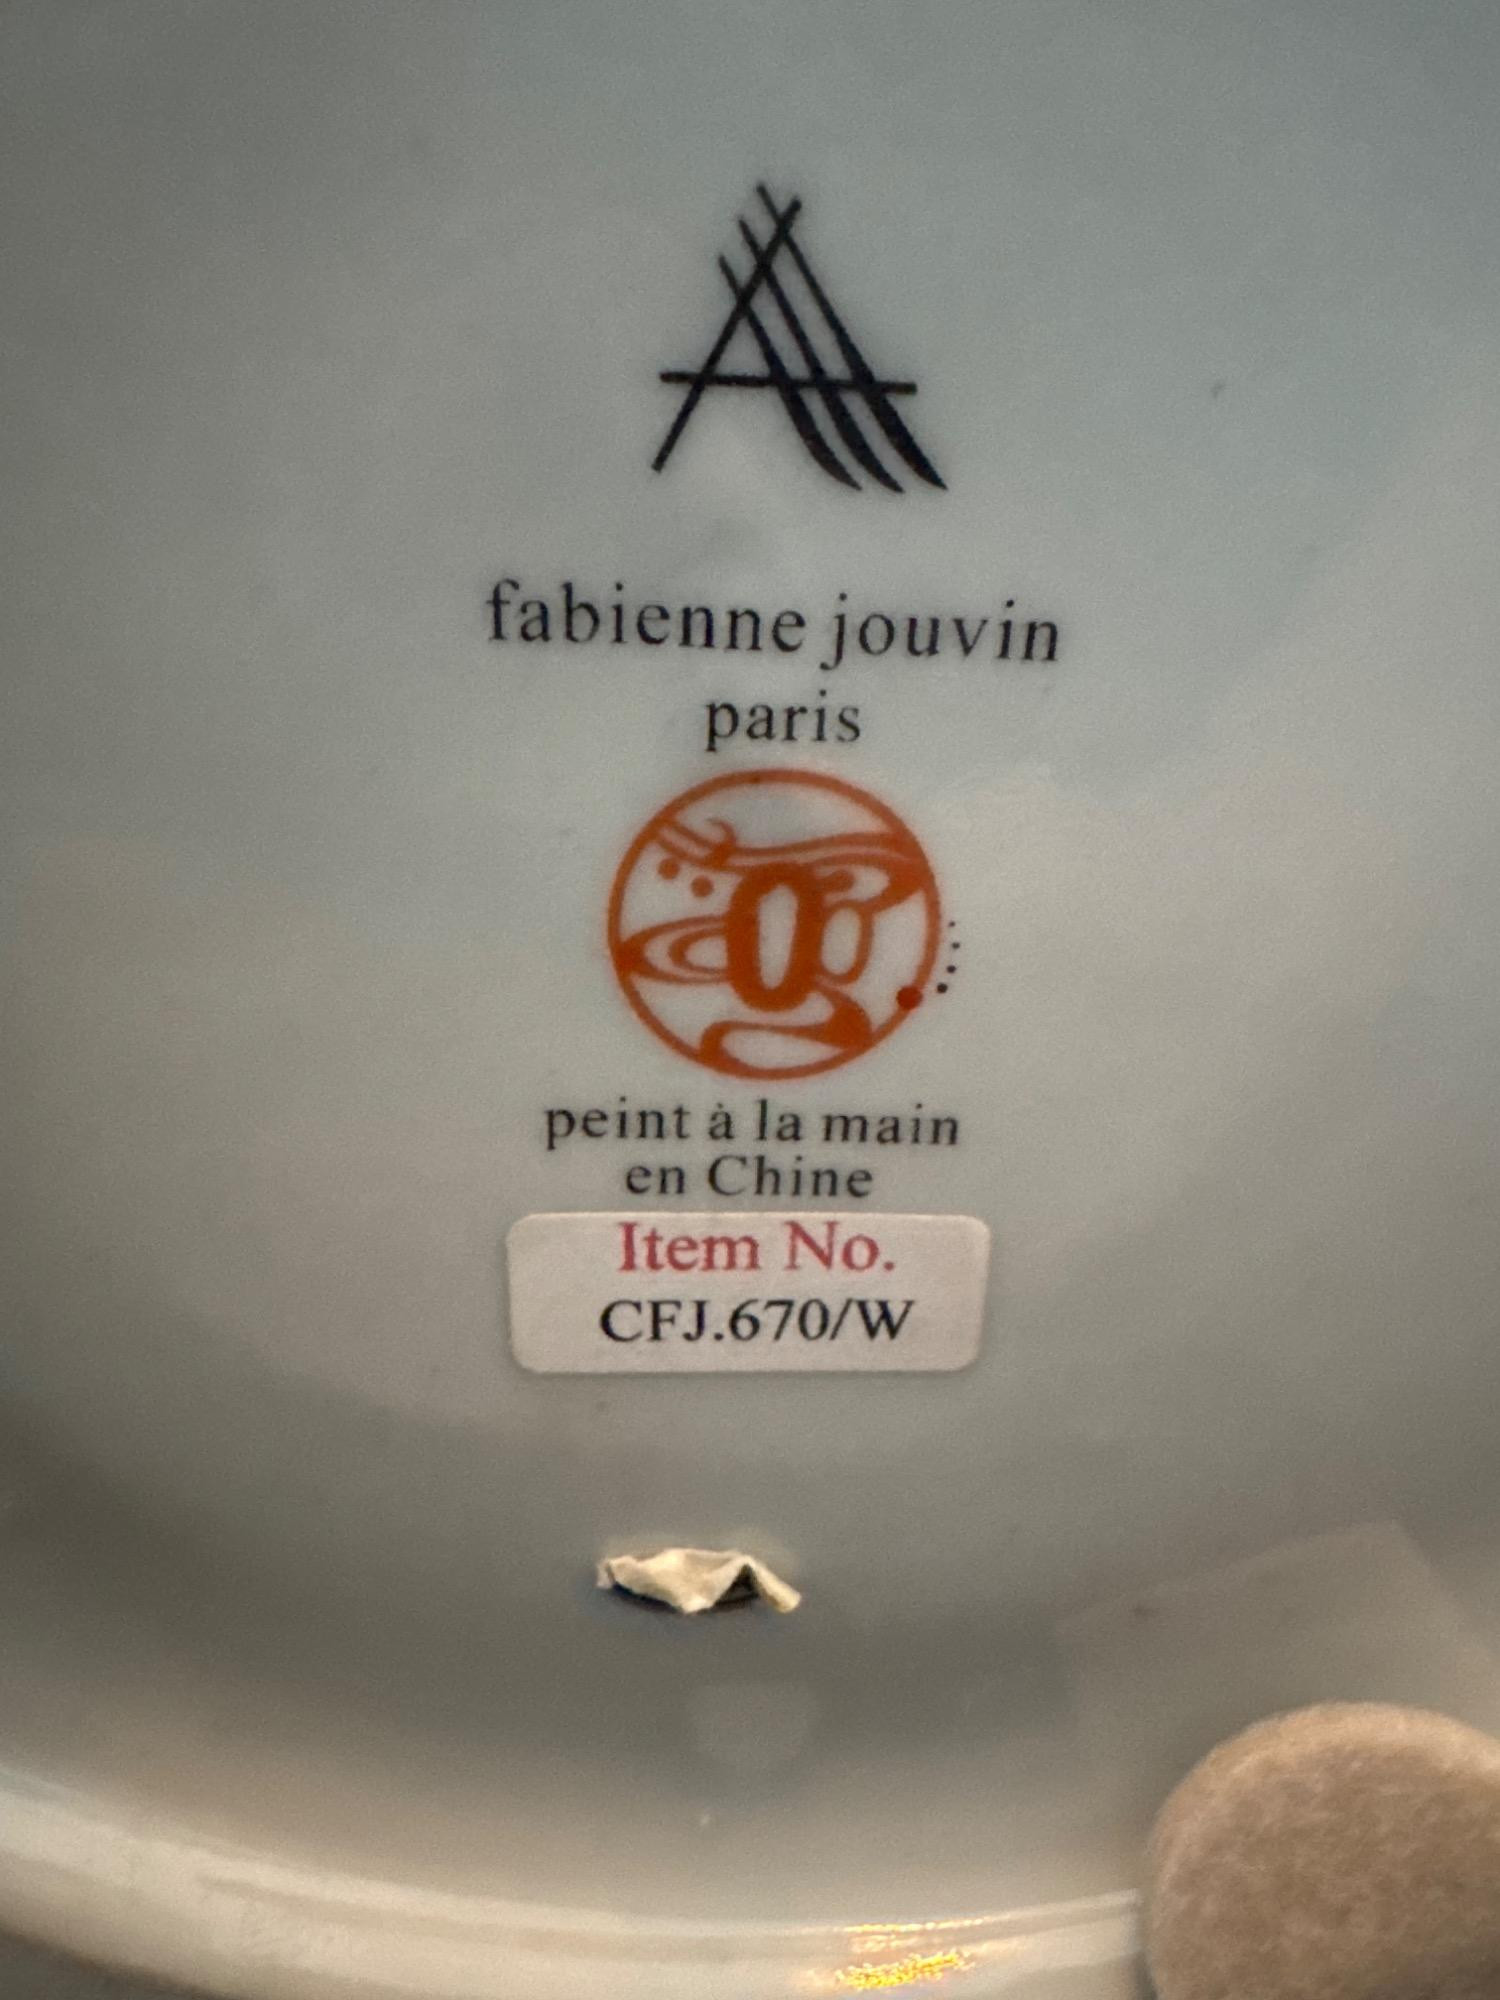 fabienne jouvin
paris
peint à la main
en Chine
Item No.
CFJ.670/W